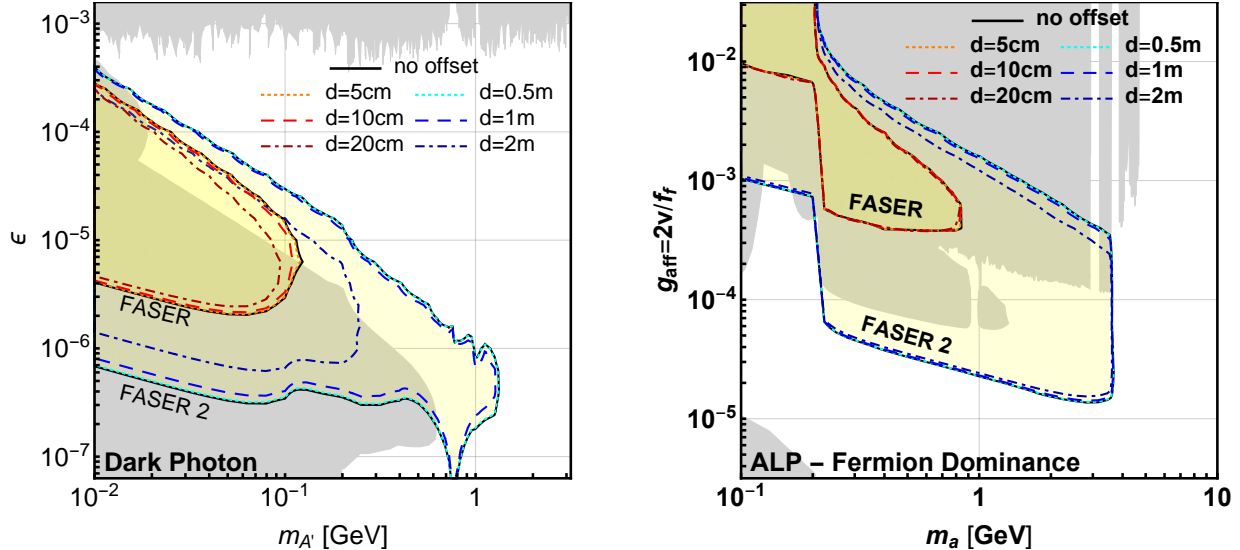 10⁻³
10⁻⁴
10⁻⁵
10⁻⁶
10⁻⁷
ϵ
no offset
d=5cm d=0.5m
d=10cm d=1m
d=20cm d=2m
FASER
FASER 2
Dark Photon
10⁻² 10⁻¹ 1
m_A' [GeV]
10⁻²
10⁻³
10⁻⁴
10⁻⁵
g_aff=2v/f_f
no offset
d=5cm d=0.5m
d=10cm d=1m
d=20cm d=2m
FASER
FASER 2
ALP – Fermion Dominance
10⁻¹ 1 10
m_a [GeV]